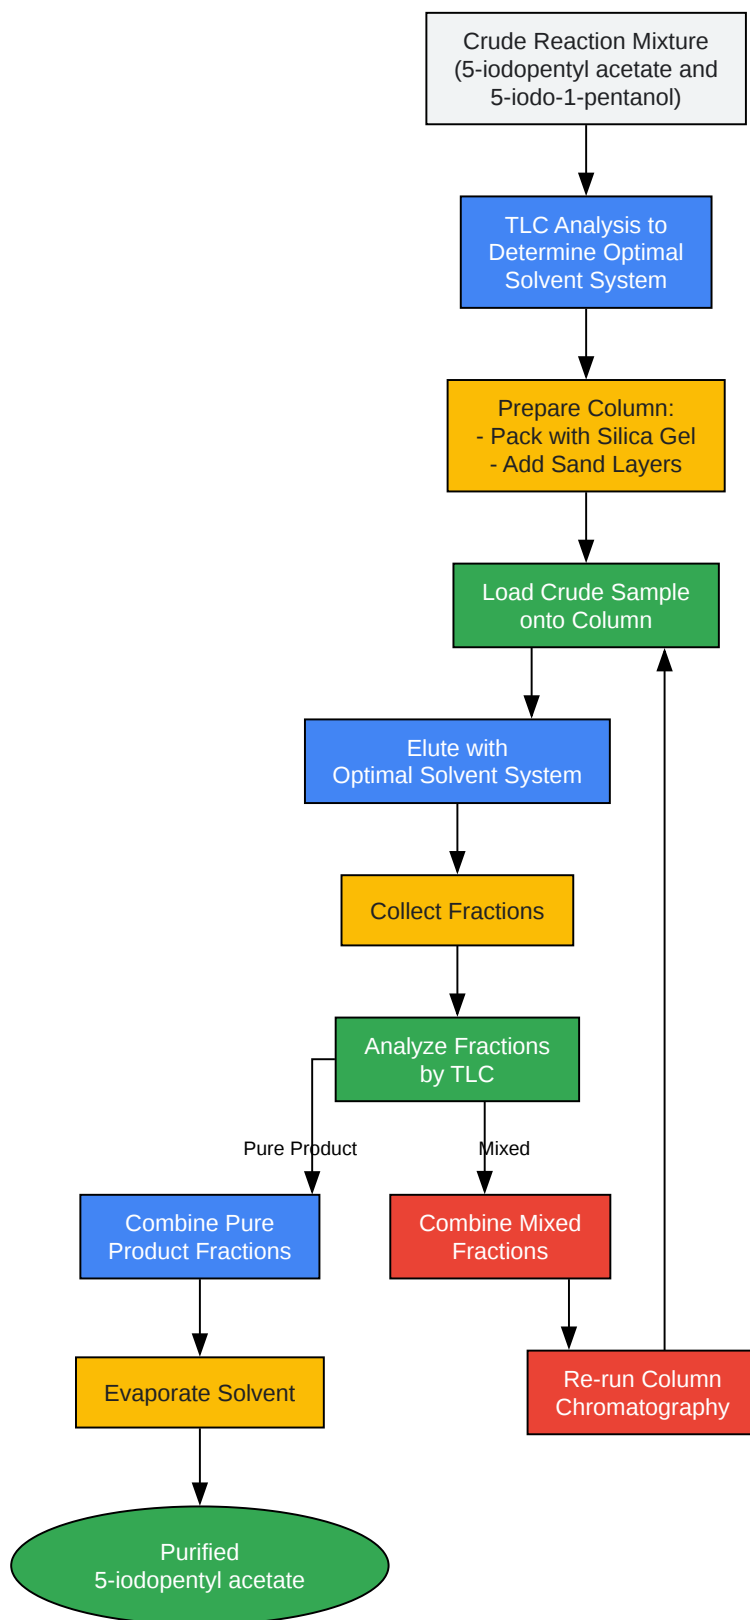 Crude Reaction Mixture
(5-iodopentyl acetate and
5-iodo-1-pentanol)
TLC Analysis to
Determine Optimal
Solvent System
Prepare Column:
- Pack with Silica Gel
- Add Sand Layers
Load Crude Sample
onto Column
Elute with
Optimal Solvent System
Collect Fractions
Analyze Fractions
by TLC
Pure Product
Mixed
Combine Pure
Product Fractions
Combine Mixed
Fractions
Evaporate Solvent
Re-run Column
Chromatography
Purified
5-iodopentyl acetate